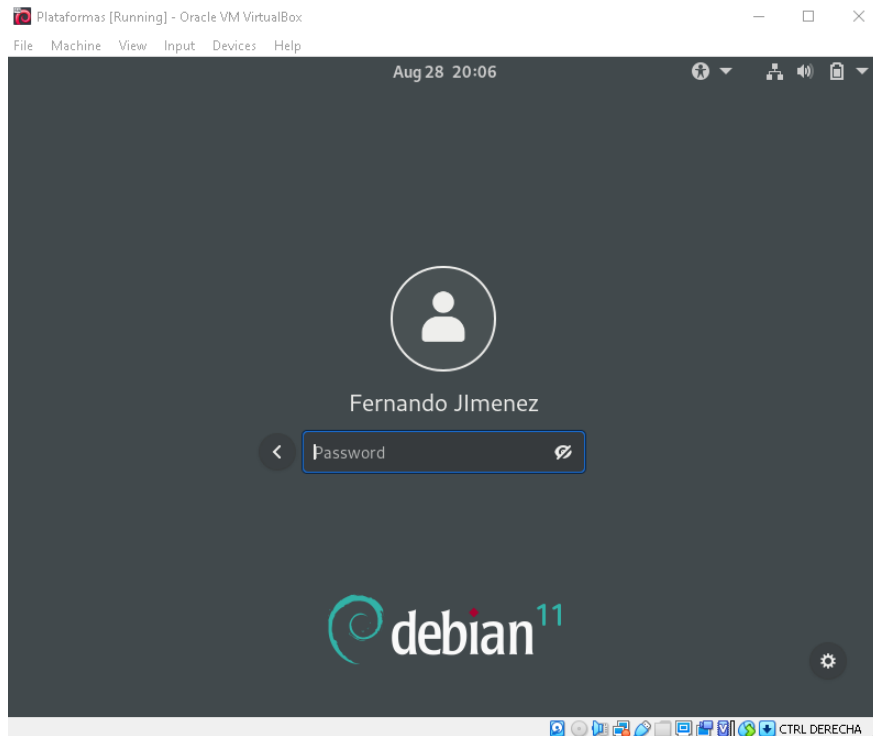 Plataformas [Running] - Oracle VM VirtualBox
File Machine View Input Devices Help
Aug 28 20:06
Fernando JImenez
Password
debian 11
CTRL DERECHA